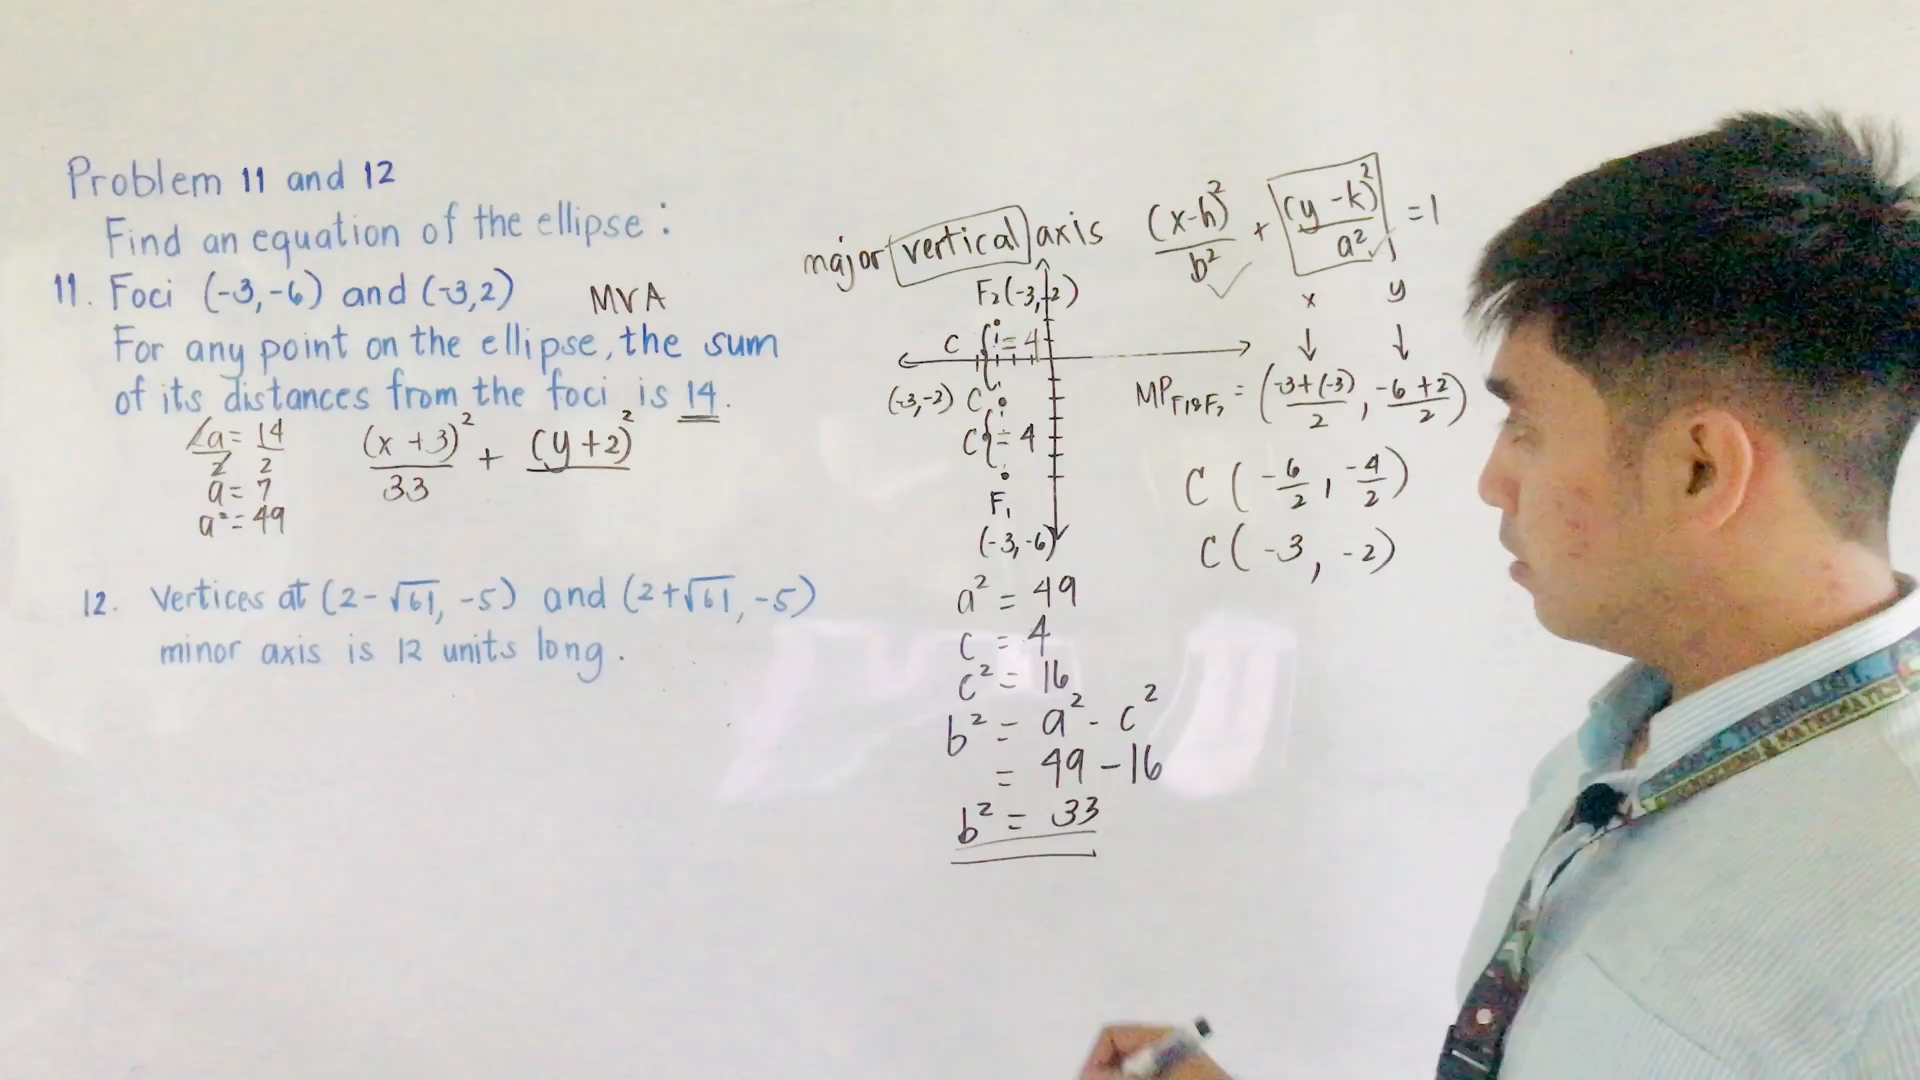 Problem 11 and 12
Find an equation of the ellipse :
11. Foci (-3,-6) and (-3,2) MVA
For any point on the ellipse, the sum
of its distances from the foci is 14.
2a = 14
2 2
a = 7
a² = 49
(x +3)² + (y +2)²
33
12. Vertices at (2-√61, -5) and (2+√61, -5)
minor axis is 12 units long.
major vertical axis
(x-h)² + (y-k)² = 1
b² a²
x y
F₂(-3,2)
C = 4
(-3,-2) C
C = 4
F₁
(-3,-6)
MP F₁&F₂ = (-3+(-3)/2, -6+2/2)
C (-6/2, -4/2)
C (-3, -2)
a² = 49
c = 4
c² = 16
b² = a² - c²
= 49 - 16
b² = 33
TECHNOLOGY,
ENGINEERING & MATHEMATICS